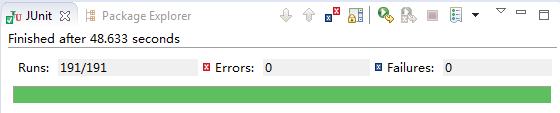 JUnit Package Explorer
Finished after 48.633 seconds
Runs: 191/191 Errors: 0 Failures: 0